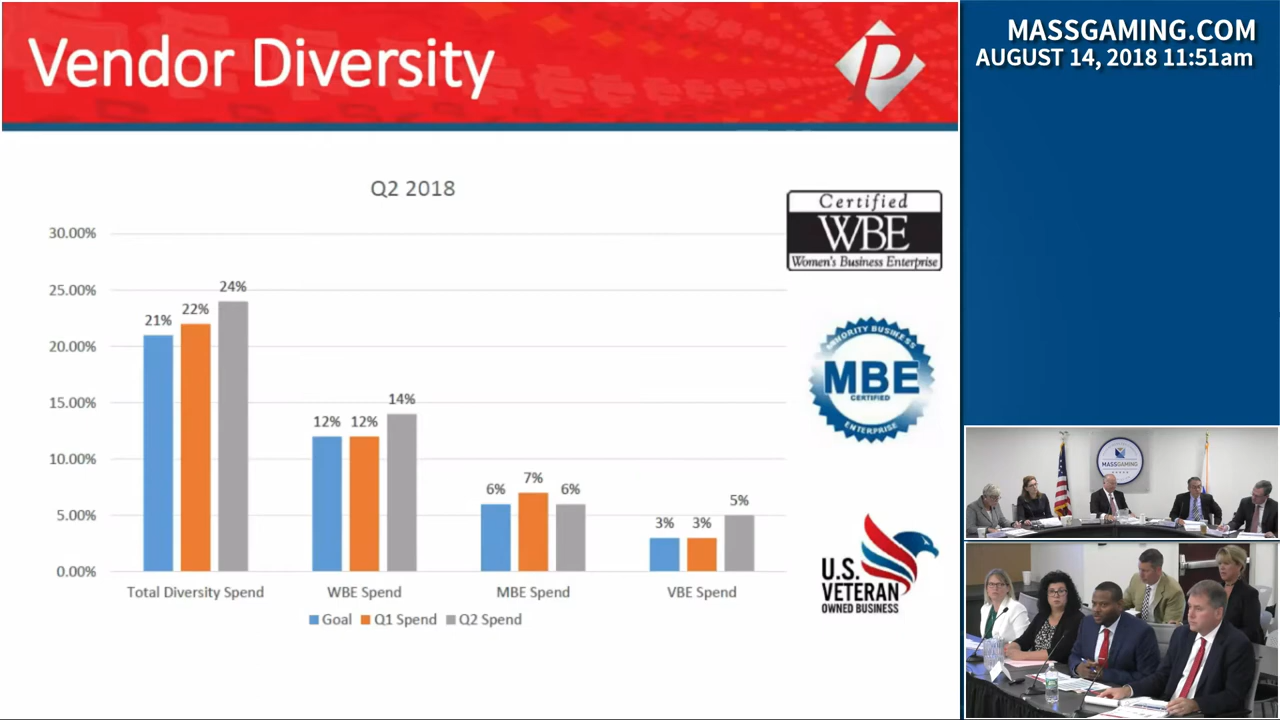 Vendor Diversity
P
MASSGAMING.COM
AUGUST 14, 2018 11:51am
Q2 2018
30.00%
25.00%
20.00%
15.00%
10.00%
5.00%
0.00%
21%
22%
24%
12%
12%
14%
6%
7%
6%
3%
3%
5%
Total Diversity Spend
WBE Spend
MBE Spend
VBE Spend
Goal
Q1 Spend
Q2 Spend
Certified
WBE
Women's Business Enterprise
MINORITY BUSINESS
MBE
CERTIFIED
ENTERPRISE
U.S.
VETERAN
OWNED BUSINESS
MASSGAMING